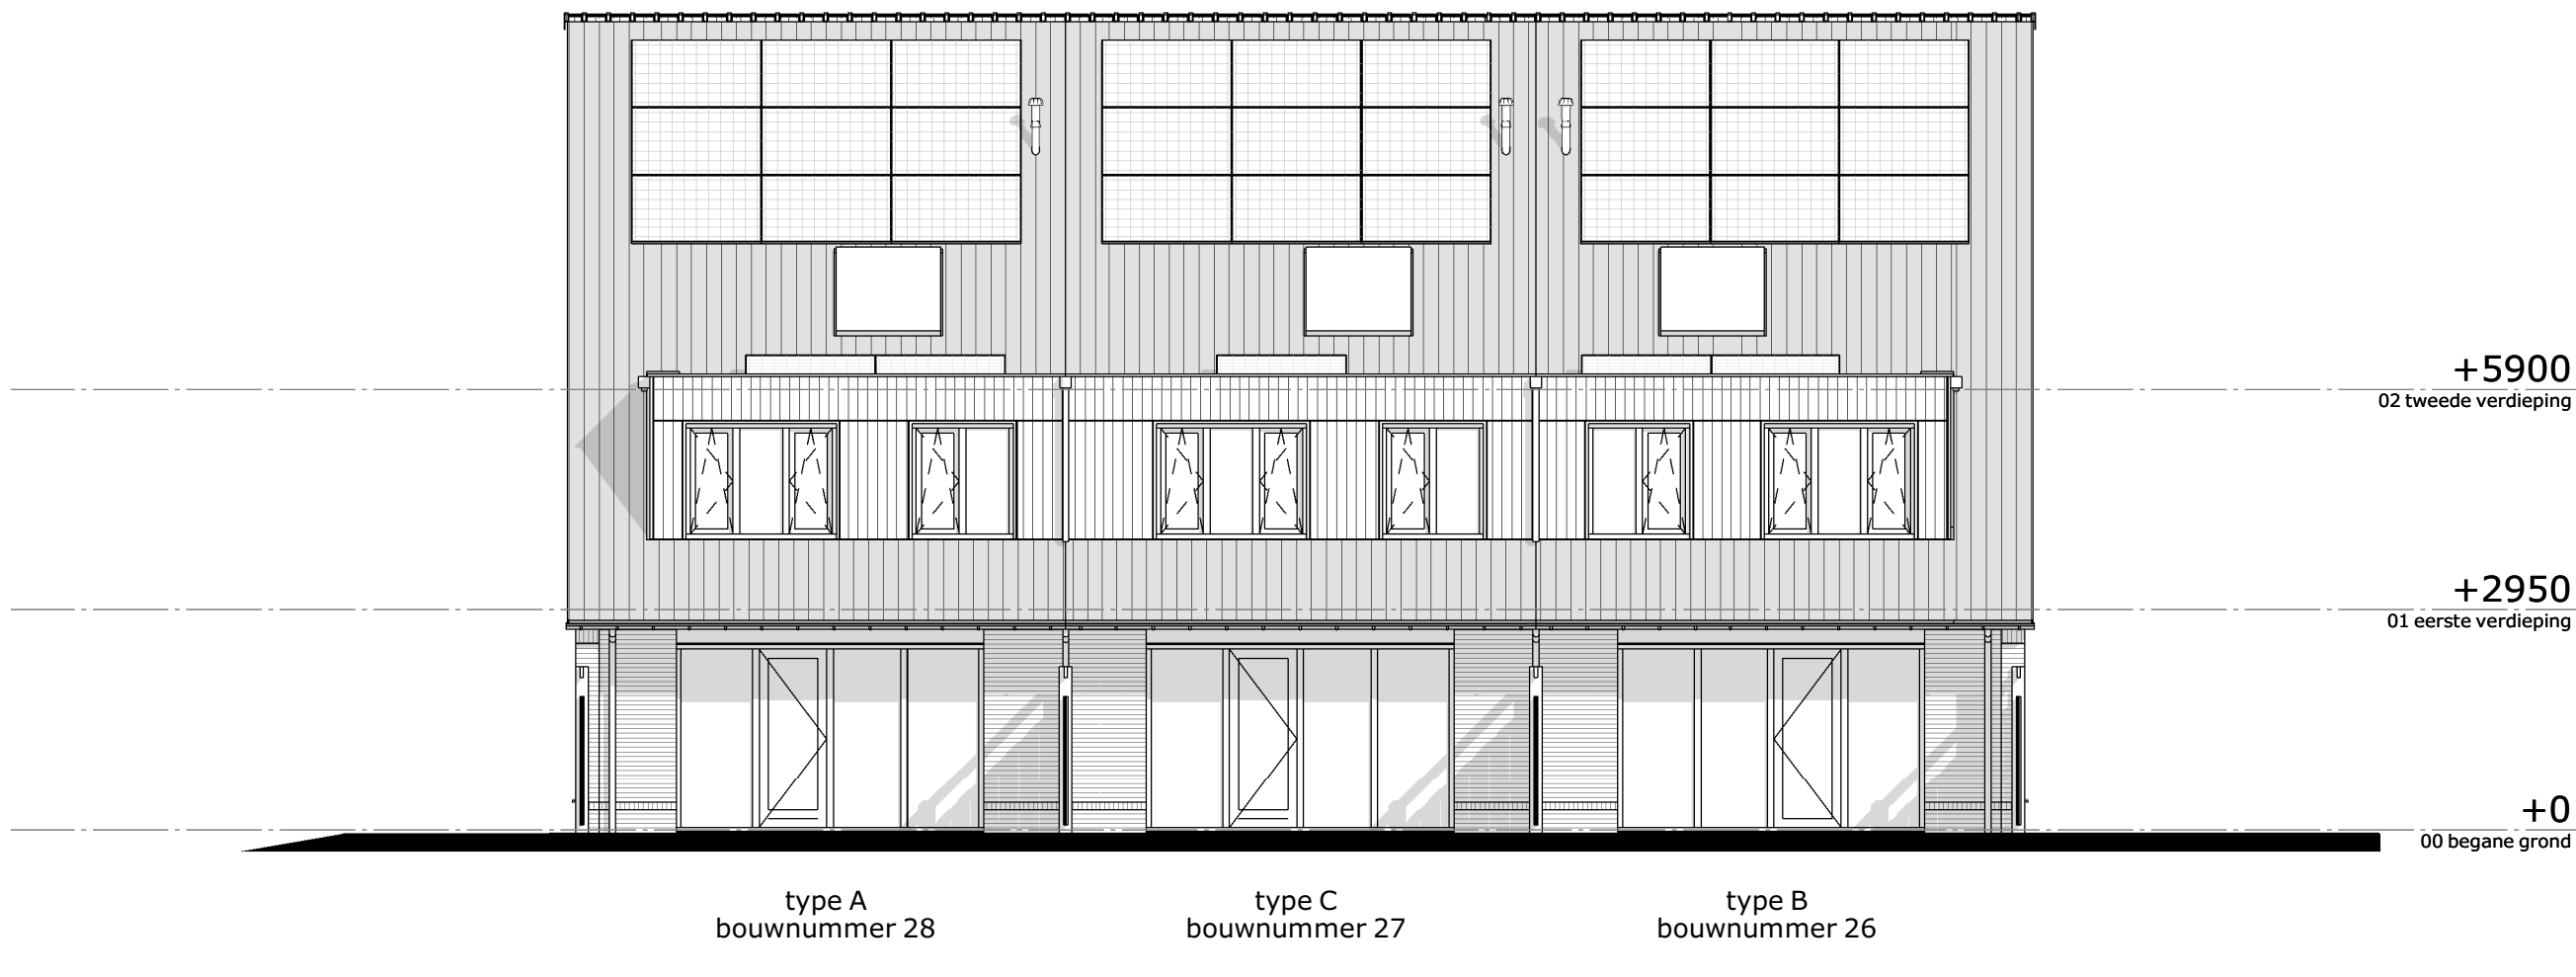 +5900
02 tweede verdieping
+2950
01 eerste verdieping
+0
00 begane grond
type A
bouwnummer 28
type C
bouwnummer 27
type B
bouwnummer 26